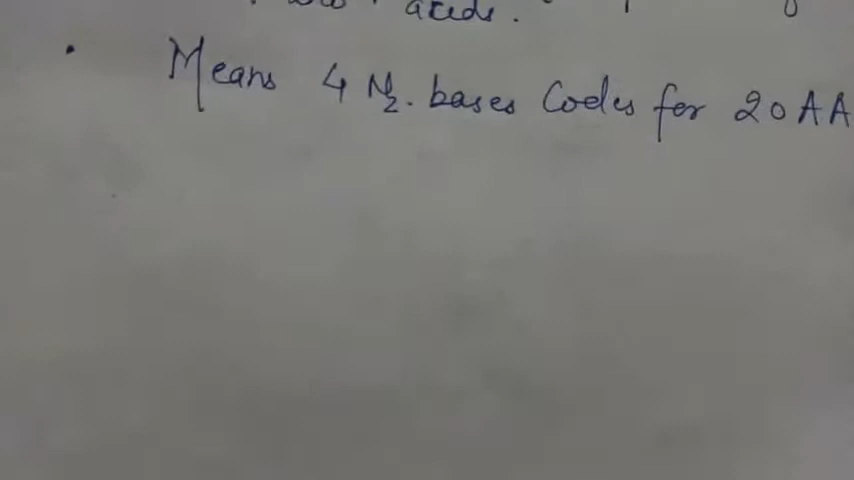 acids.
• Means 4 N2. bases Codes for 20 AA